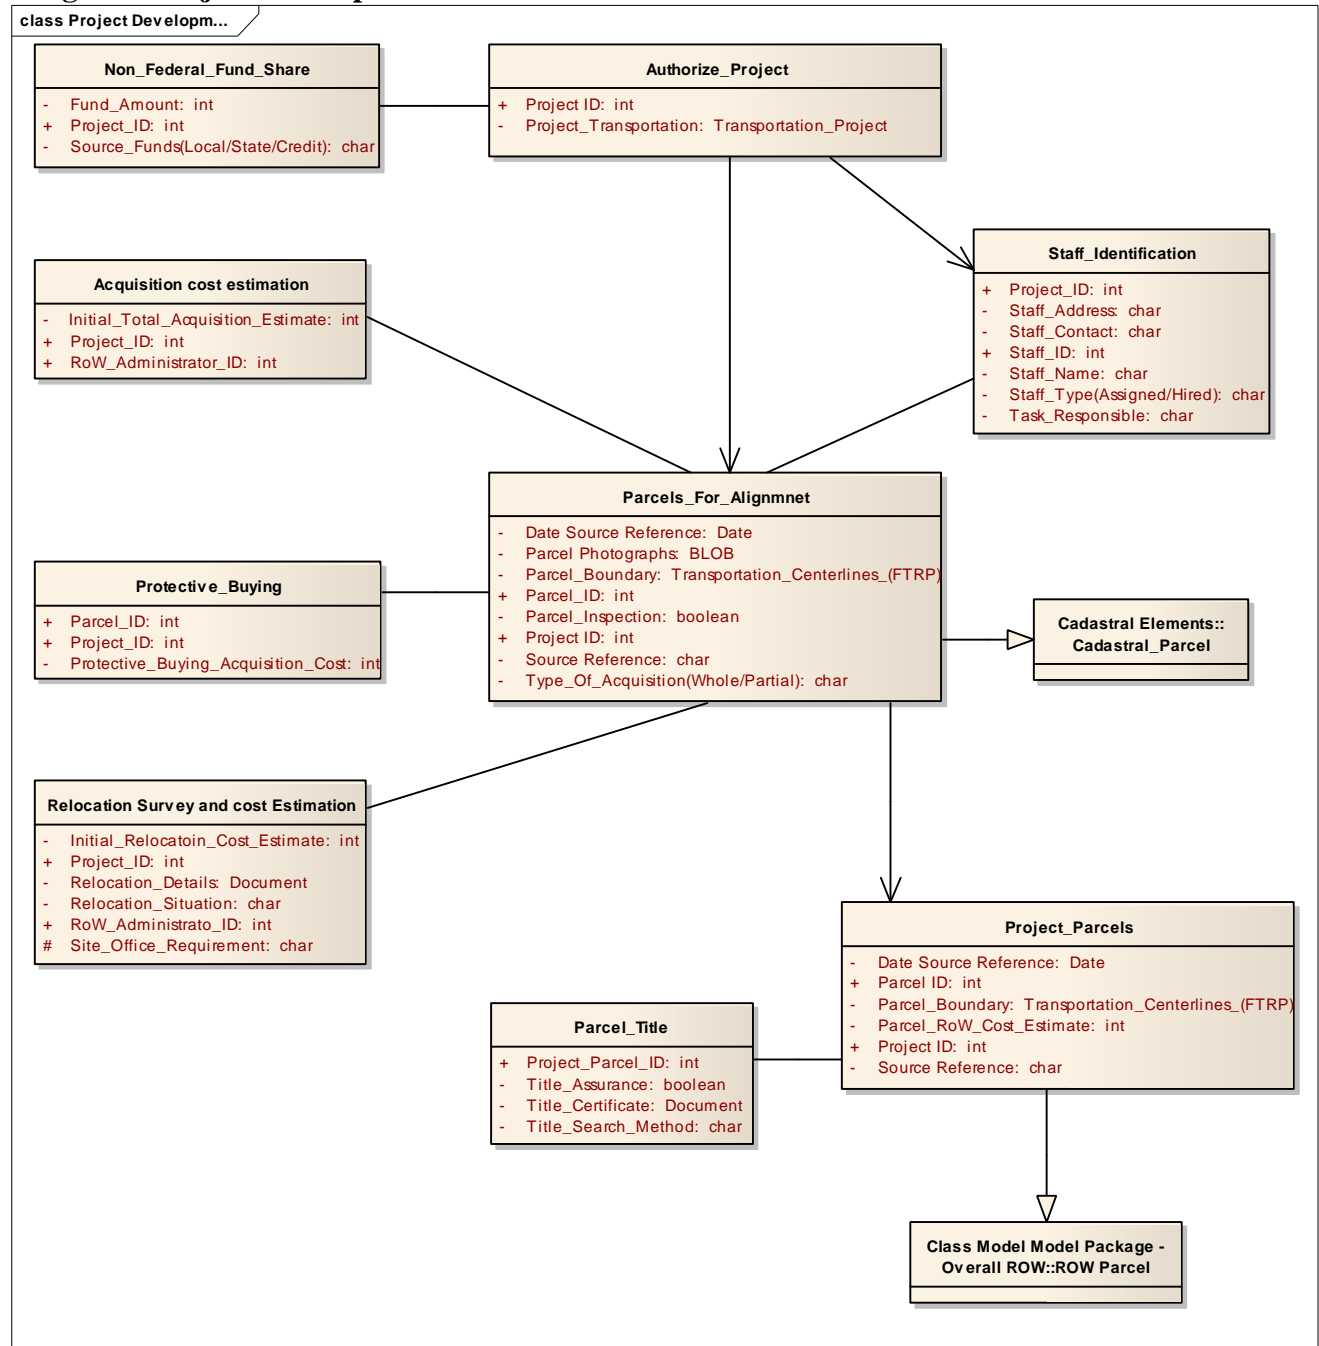 class Project Developm...
Non_Federal_Fund_Share
- Fund_Amount: int
+ Project_ID: int
- Source_Funds(Local/State/Credit): char
Authorize_Project
+ Project ID: int
- Project_Transportation: Transportation_Project
Staff_Identification
+ Project_ID: int
- Staff_Address: char
- Staff_Contact: char
+ Staff_ID: int
- Staff_Name: char
- Staff_Type(Assigned/Hired): char
- Task_Responsible: char
Acquisition cost estimation
- Initial_Total_Acquisition_Estimate: int
+ Project_ID: int
+ RoW_Administrator_ID: int
Parcels_For_Alignmnet
- Date Source Reference: Date
- Parcel Photographs: BLOB
- Parcel_Boundary: Transportation_Centerlines_(FTRP)
+ Parcel_ID: int
- Parcel_Inspection: boolean
+ Project ID: int
- Source Reference: char
- Type_Of_Acquisition(Whole/Partial): char
Protective_Buying
+ Parcel_ID: int
+ Project_ID: int
- Protective_Buying_Acquisition_Cost: int
Cadastral Elements::
Cadastral_Parcel
Relocation Survey and cost Estimation
- Initial_Relocatoin_Cost_Estimate: int
+ Project_ID: int
- Relocation_Details: Document
- Relocation_Situation: char
+ RoW_Administrato_ID: int
# Site_Office_Requirement: char
Project_Parcels
- Date Source Reference: Date
+ Parcel ID: int
- Parcel_Boundary: Transportation_Centerlines_(FTRP)
- Parcel_RoW_Cost_Estimate: int
+ Project ID: int
- Source Reference: char
Parcel_Title
+ Project_Parcel_ID: int
- Title_Assurance: boolean
- Title_Certificate: Document
- Title_Search_Method: char
Class Model Model Package -
Overall ROW::ROW Parcel